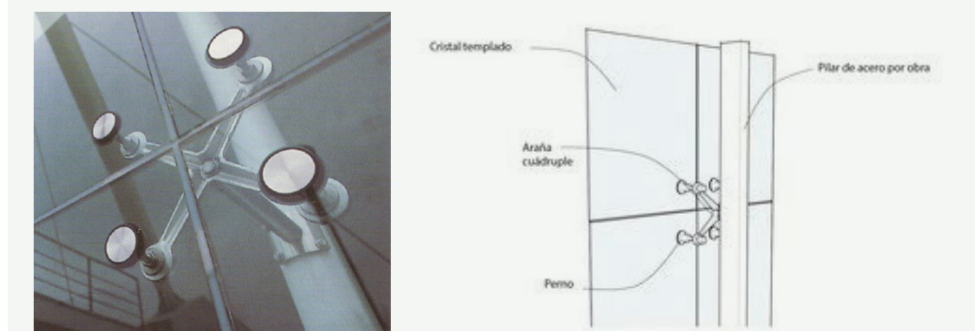 Cristal templado
Pilar de acero por obra
Araña
cuádruple
Perno